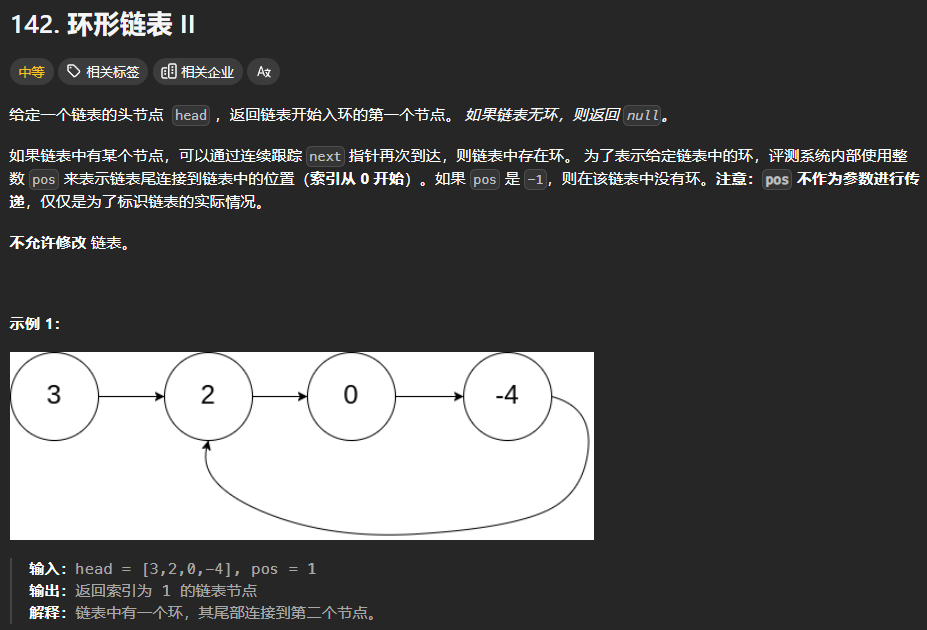 142. 环形链表 II
中等 相关标签 相关企业 Aあ
给定一个链表的头节点 head ，返回链表开始入环的第一个节点。 如果链表无环，则返回 null。
如果链表中有某个节点，可以通过连续跟踪 next 指针再次到达，则链表中存在环。 为了表示给定链表中的环，评测系统内部使用整
数 pos 来表示链表尾连接到链表中的位置（索引从 0 开始）。如果 pos 是 -1，则在该链表中没有环。注意：pos 不作为参数进行传
递，仅仅是为了标识链表的实际情况。
不允许修改 链表。
示例 1：
3 2 0 -4
输入：head = [3,2,0,-4], pos = 1
输出：返回索引为 1 的链表节点
解释：链表中有一个环，其尾部连接到第二个节点。